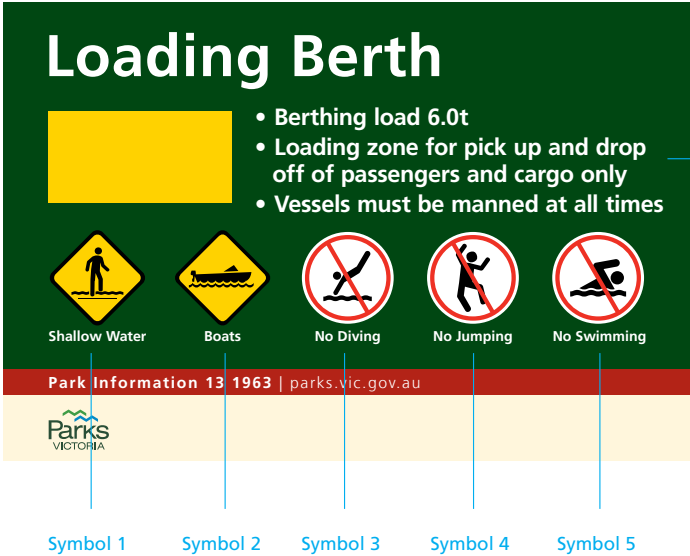 Loading Berth
• Berthing load 6.0t
• Loading zone for pick up and drop
off of passengers and cargo only
• Vessels must be manned at all times
Shallow Water Boats No Diving No Jumping No Swimming
Park Information 13 1963 | parks.vic.gov.au
Parks
VICTORIA
Symbol 1 Symbol 2 Symbol 3 Symbol 4 Symbol 5